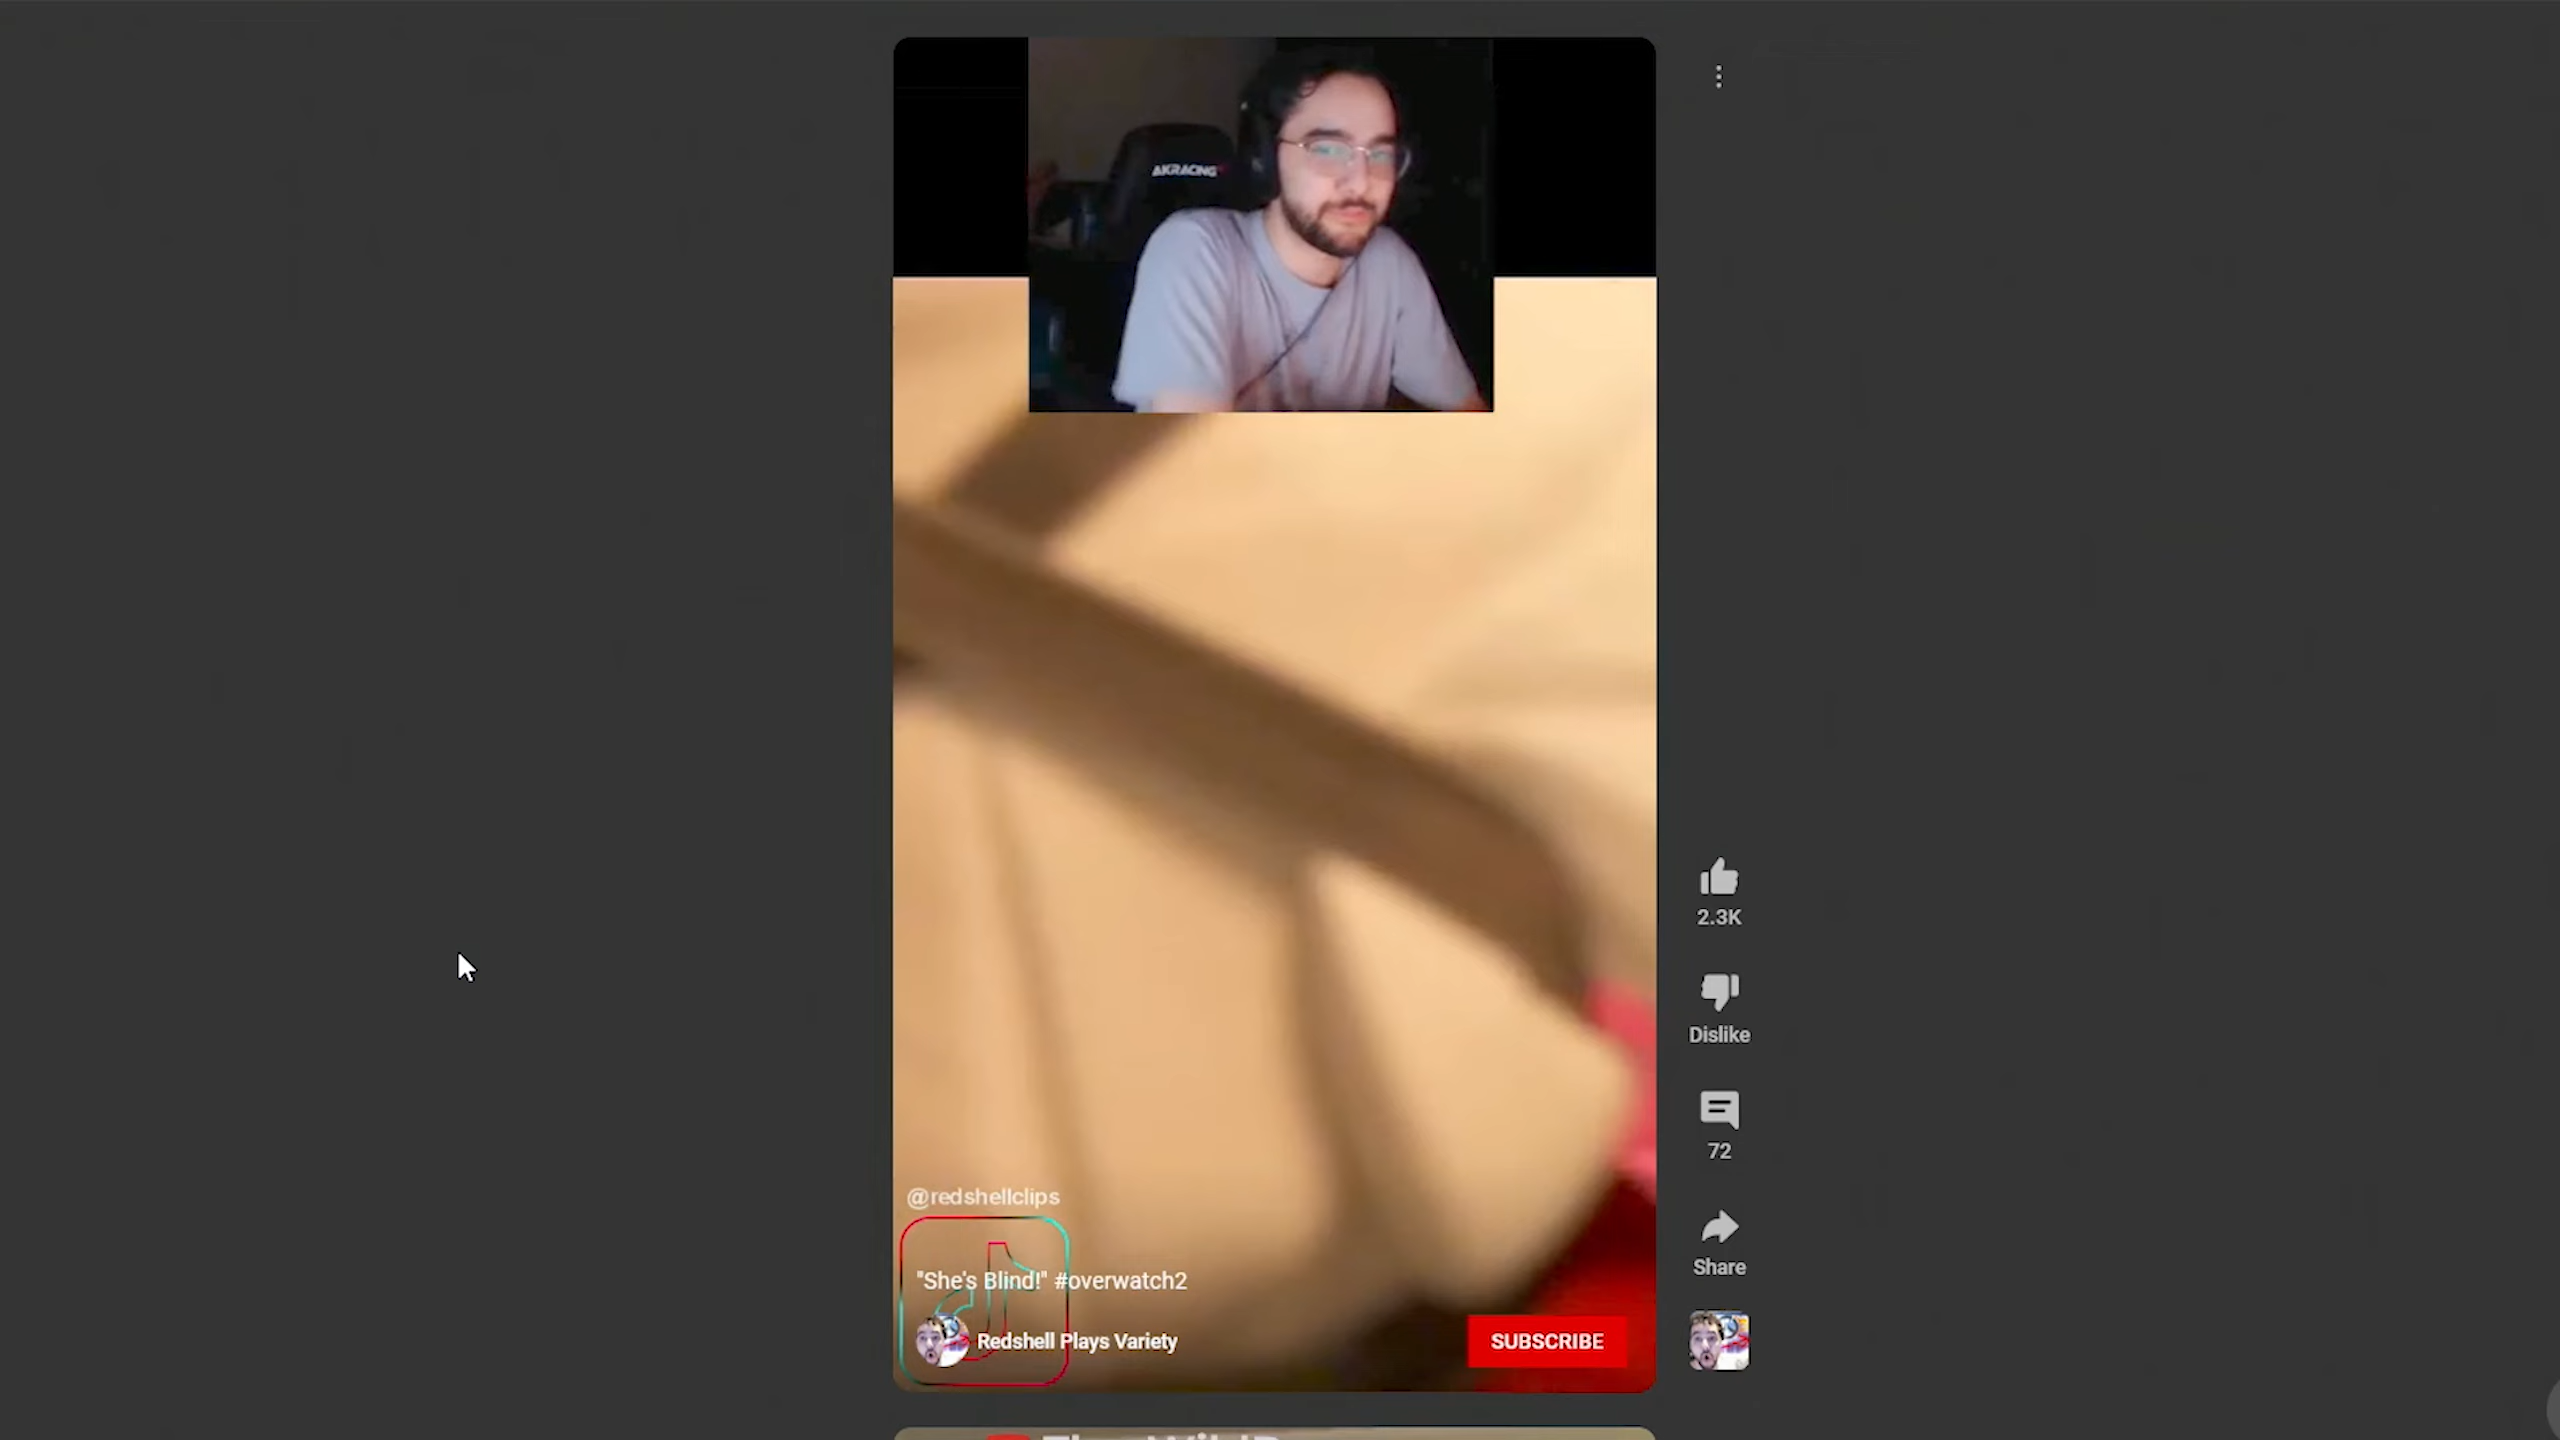 AKRACING
2.3K
Dislike
72
@redshellclips
Share
"She's Blind!" #overwatch2
Redshell Plays Variety
SUBSCRIBE